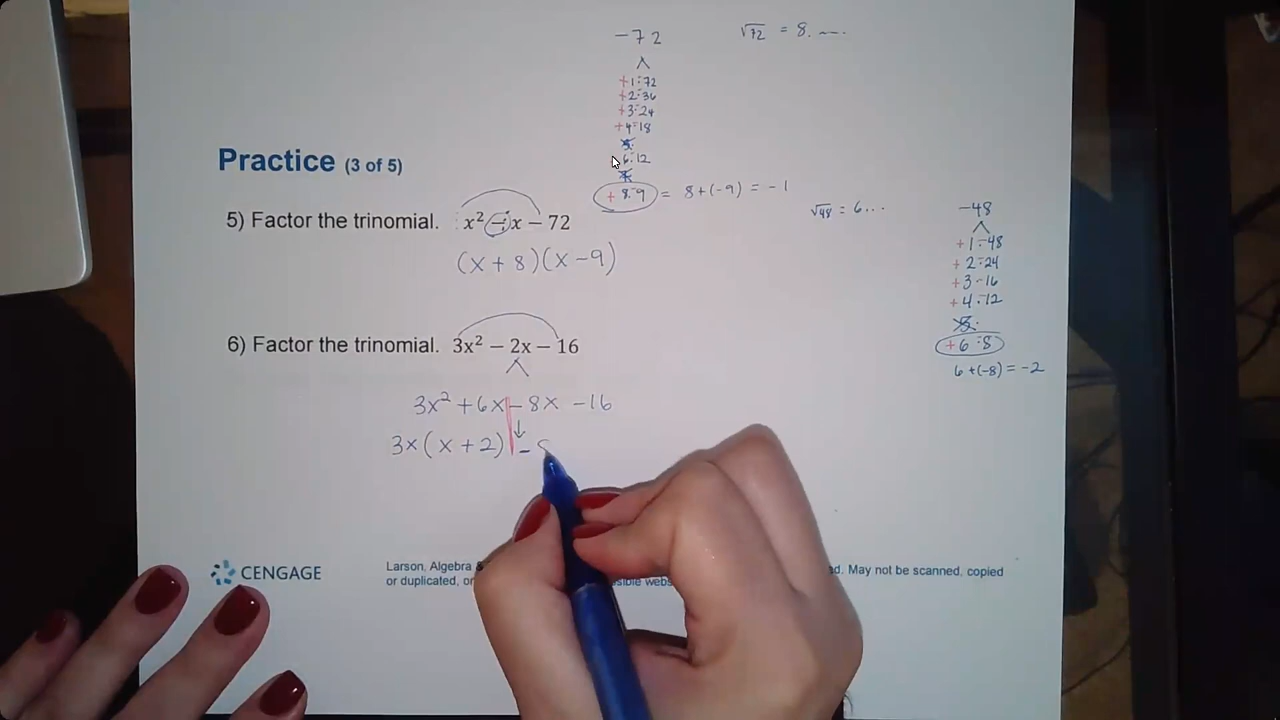 -72
√72 = 8. ...
+1·-72
+2·-36
+3·-24
+4·-18
5·
6·12
+8·-9 = 8+(-9) = -1
Practice (3 of 5)
5) Factor the trinomial. x² − x − 72
(x + 8)(x − 9)
√48 = 6...
-48
+1·-48
+2·-24
+3·-16
+4·-12
5·
+6·-8
6 +(-8) = -2
6) Factor the trinomial. 3x² − 2x − 16
3x² + 6x − 8x − 16
3x(x + 2) − 8
CENGAGE
Larson, Algebra &
d. May not be scanned, copied
or duplicated, or